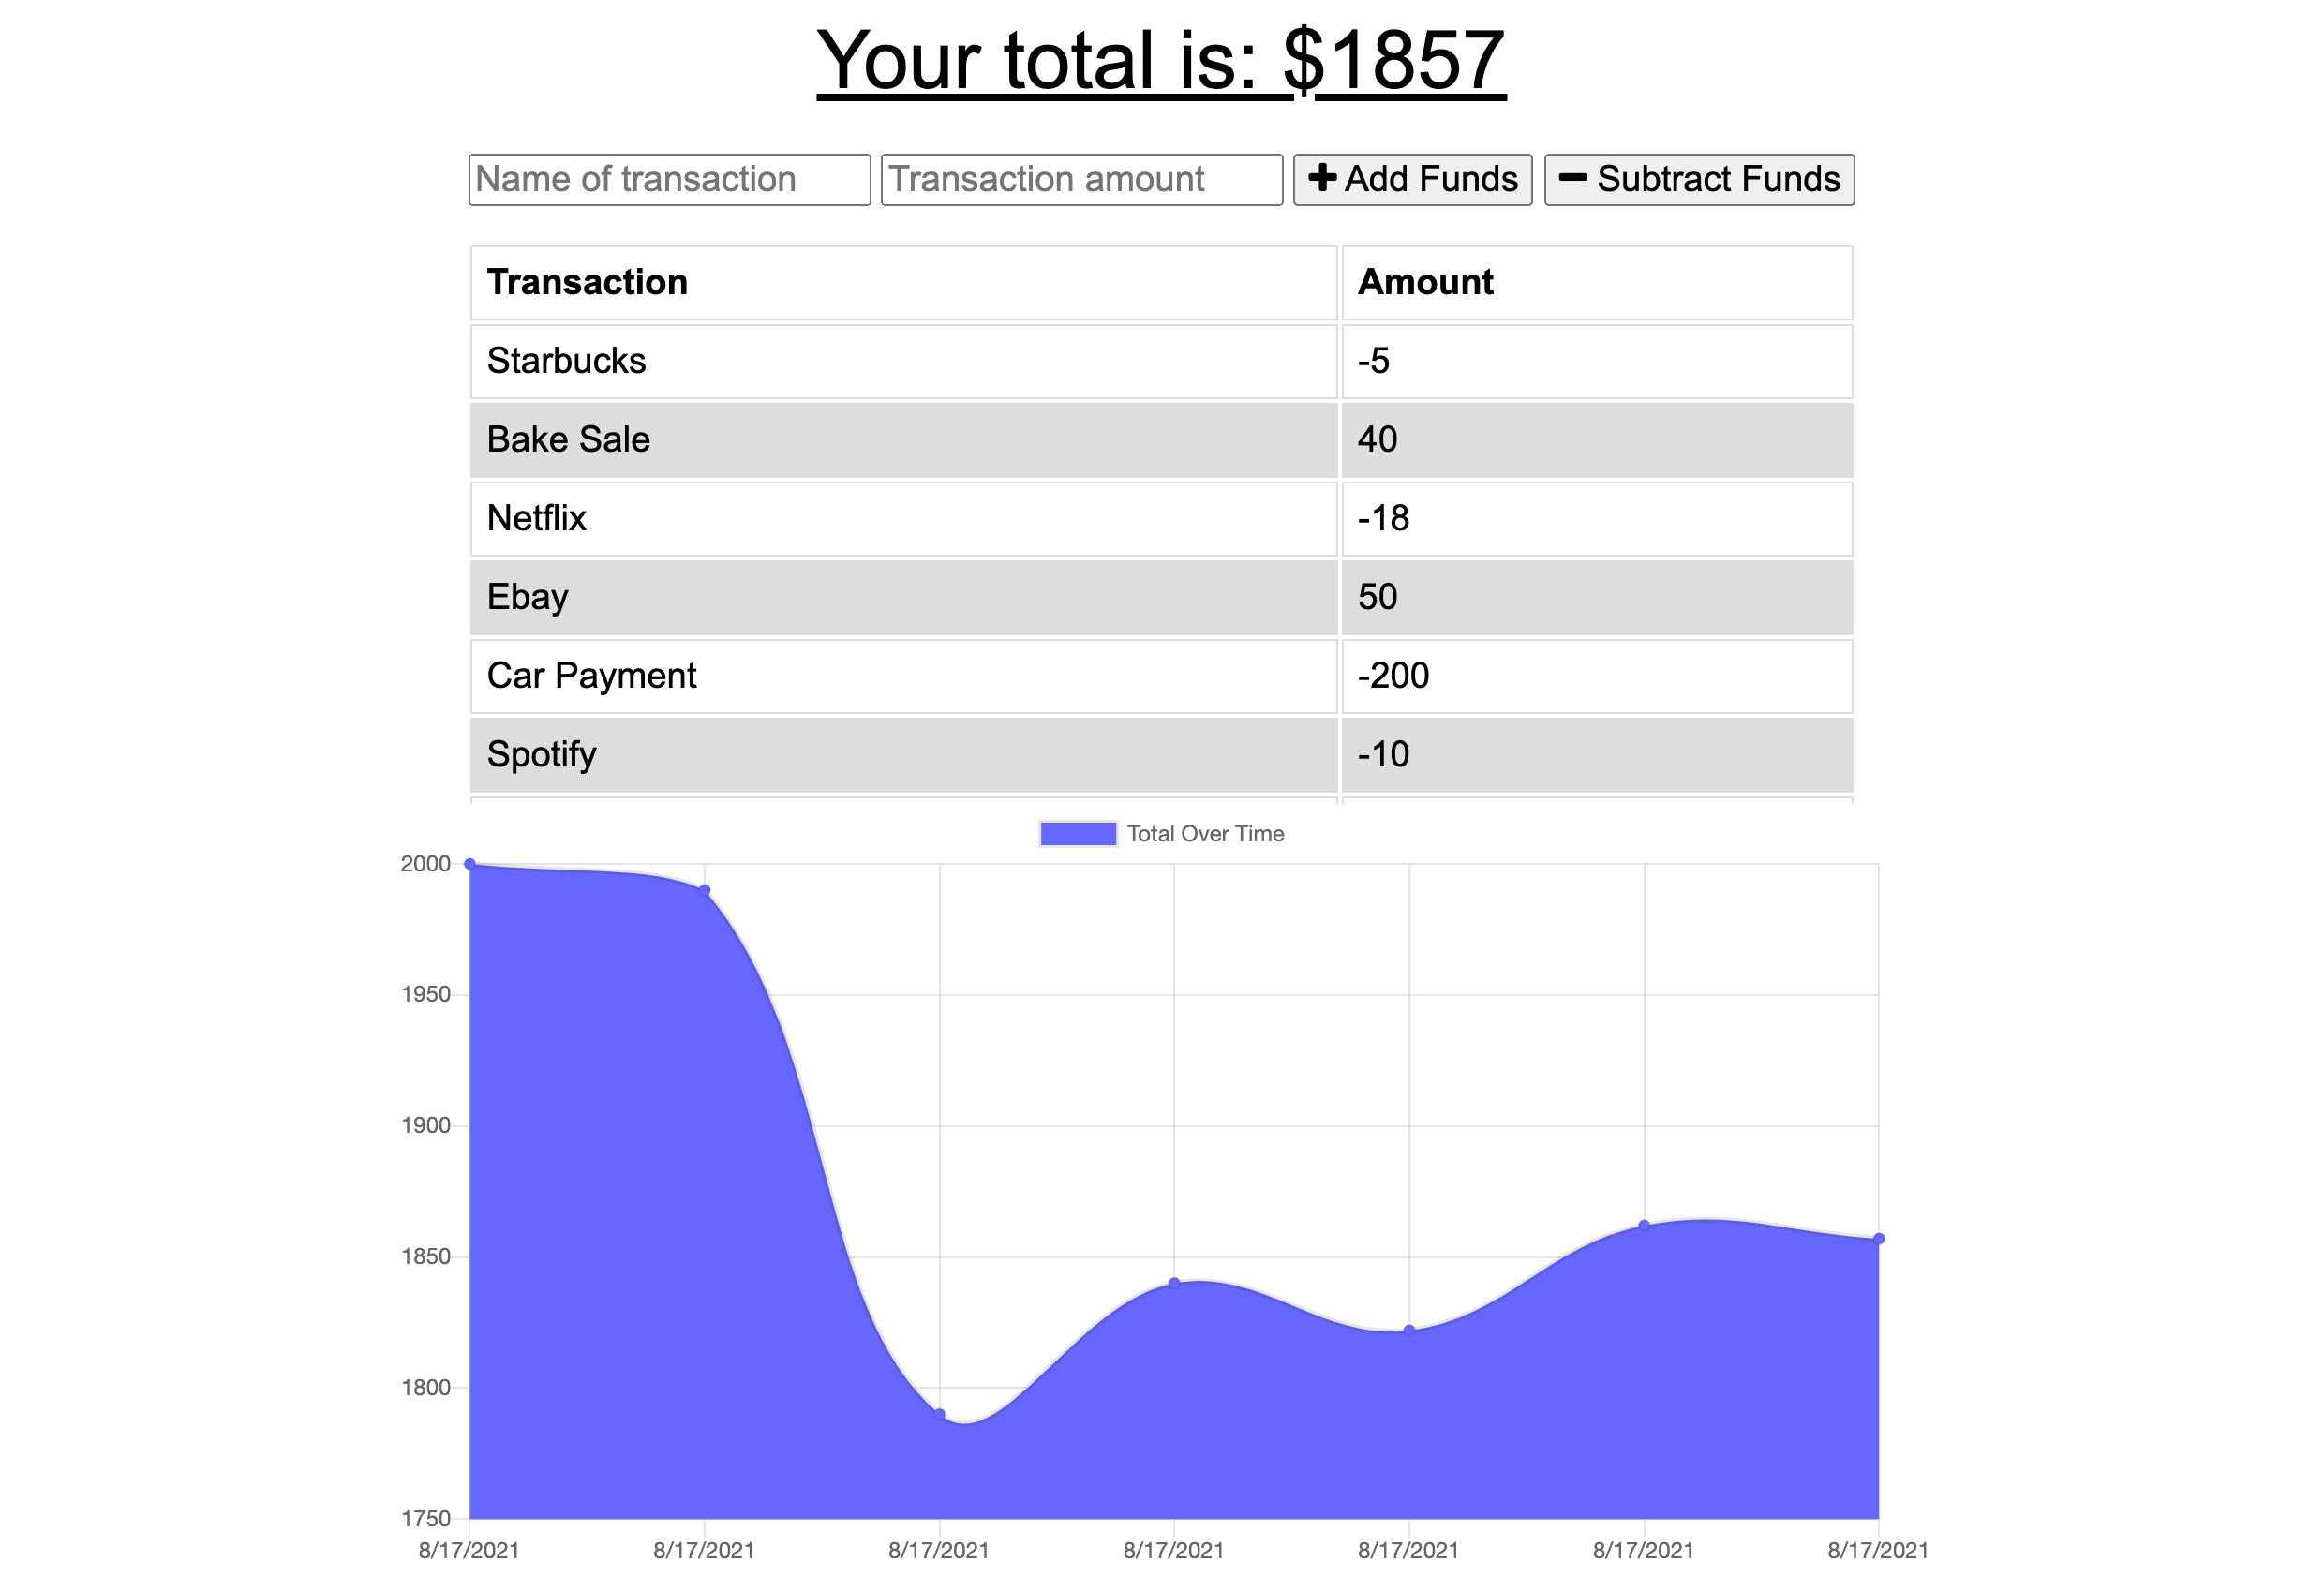 Your total is: $1857
Name of transaction Transaction amount Add Funds Subtract Funds
Transaction Amount
Starbucks -5
Bake Sale 40
Netflix -18
Ebay 50
Car Payment -200
Spotify -10
Total Over Time
2000
1950
1900
1850
1800
1750
8/17/2021 8/17/2021 8/17/2021 8/17/2021 8/17/2021 8/17/2021 8/17/2021